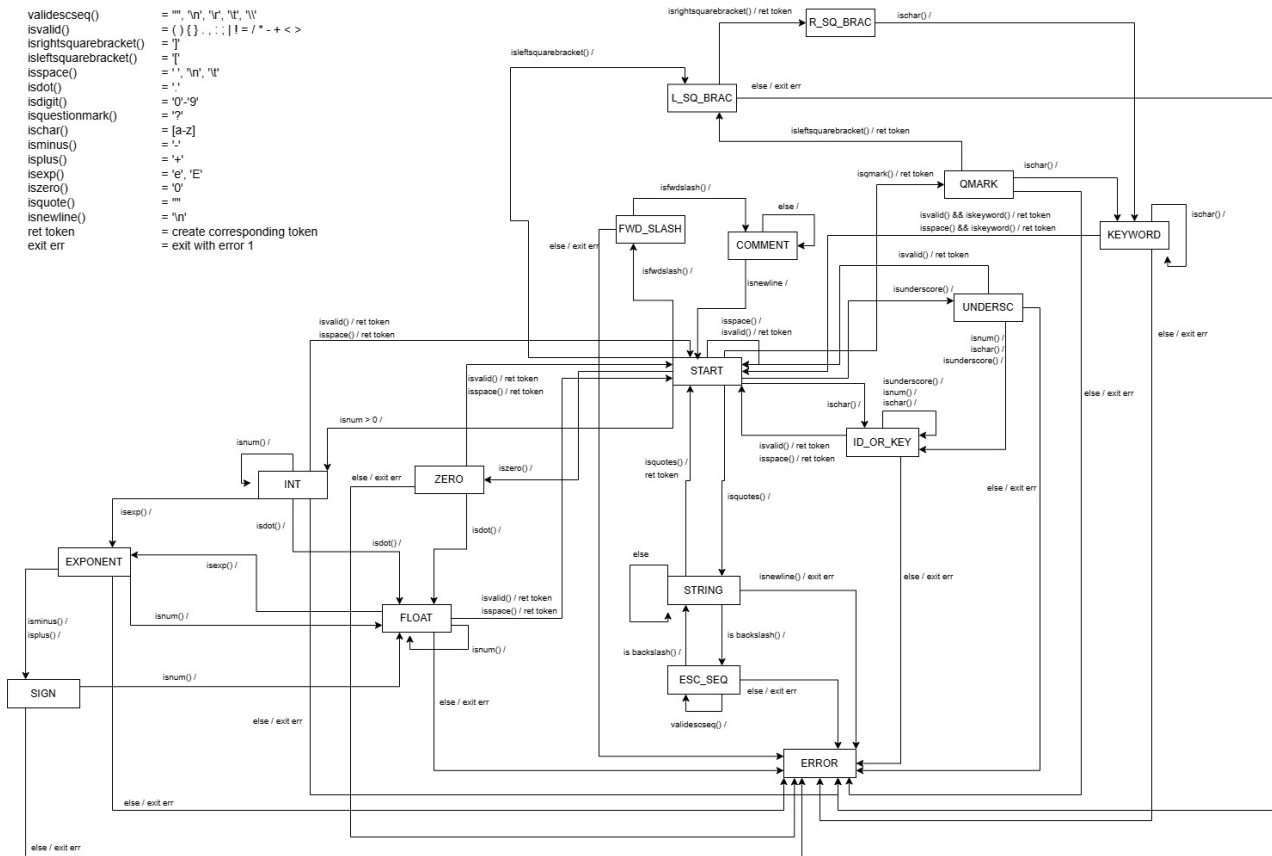 validescseq() = '"', '\n', '\r', '\t', '\\'
isvalid() = ( ) { } . , : ; | ! = / * - + < >
isrightsquarebracket() = ']'
isleftsquarebracket() = '['
isspace() = ' ', '\n', '\t'
isdot() = '.'
isdigit() = '0'-'9'
isquestionmark() = '?'
ischar() = [a-z]
isminus() = '-'
isplus() = '+'
isexp() = 'e', 'E'
iszero() = '0'
isquote() = '"'
isnewline() = '\n'
ret token = create corresponding token
exit err = exit with error 1
isrightsquarebracket() / ret token
R_SQ_BRAC
ischar() /
isleftsquarebracket() /
L_SQ_BRAC
else / exit err
isleftsquarebracket() / ret token
isqmark() / ret token
QMARK
ischar() /
isfwdslash() /
else /
FWD_SLASH
else / exit err
COMMENT
isvalid() && iskeyword() / ret token
isspace() && iskeyword() / ret token
KEYWORD
ischar() /
isvalid() / ret token
isfwdslash() /
isnewline /
isunderscore() /
UNDERSC
isvalid() / ret token
isspace() / ret token
isspace() /
isvalid() / ret token
isnum() /
ischar() /
isunderscore() /
else / exit err
START
isvalid() / ret token
isspace() / ret token
isunderscore() /
isnum() /
ischar() /
ischar() /
isnum > 0 /
else / exit err
ID_OR_KEY
isnum() /
isvalid() / ret token
isspace() / ret token
isquotes() /
ret token
iszero() /
else / exit err
ZERO
INT
else / exit err
isquotes() /
isexp() /
isdot() /
isdot() /
isdot() /
EXPONENT
isexp() /
else
else / exit err
STRING
isnewline() / exit err
isvalid() / ret token
isspace() / ret token
FLOAT
isnum() /
isminus() /
isplus() /
isnum() /
is backslash() /
is backslash() /
isnum() /
SIGN
ESC_SEQ
else / exit err
else / exit err
else / exit err
validescseq() /
ERROR
else / exit err
else / exit err